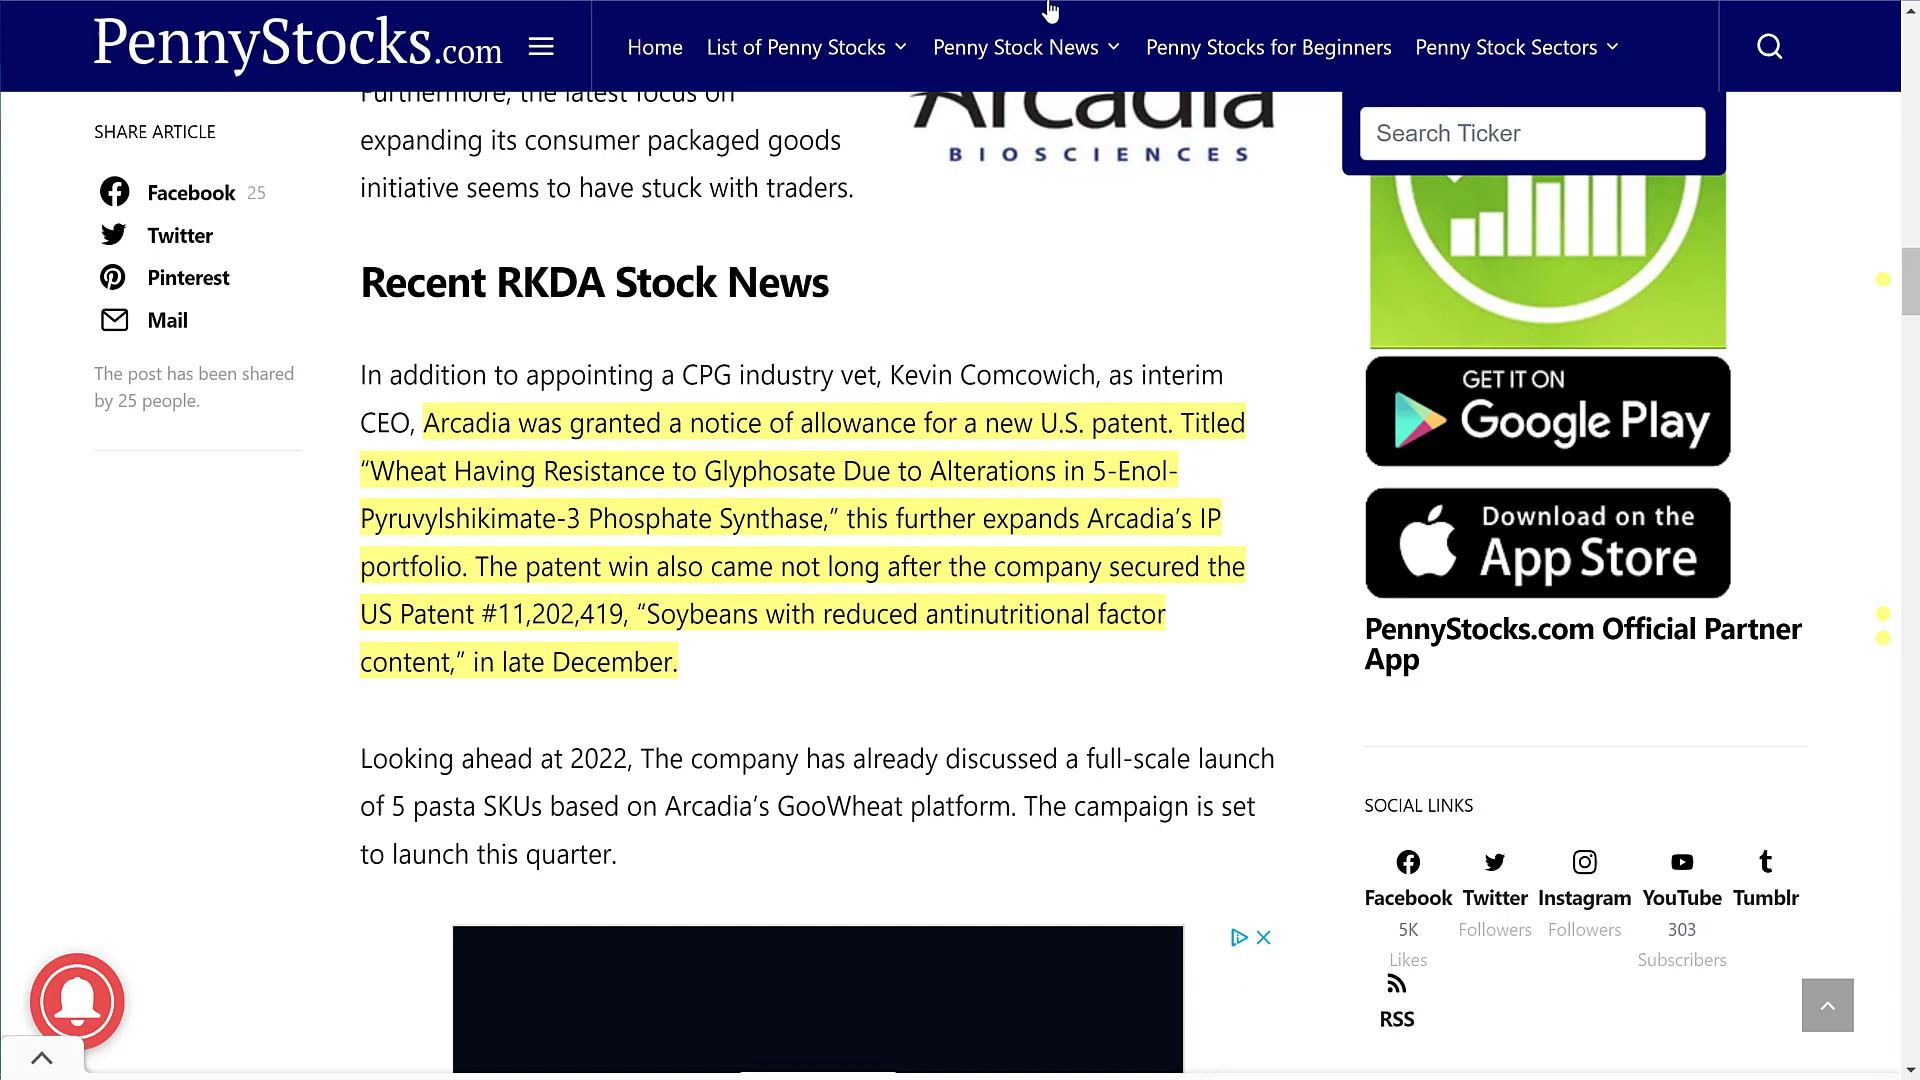 PennyStocks.com
Home
List of Penny Stocks
Penny Stock News
Penny Stocks for Beginners
Penny Stock Sectors
SHARE ARTICLE
Facebook 25
Twitter
Pinterest
Mail
The post has been shared
by 25 people.
Furthermore, the latest focus on
expanding its consumer packaged goods
initiative seems to have stuck with traders.
Arcadia
BIOSCIENCES
Recent RKDA Stock News
In addition to appointing a CPG industry vet, Kevin Comcowich, as interim
CEO, Arcadia was granted a notice of allowance for a new U.S. patent. Titled
“Wheat Having Resistance to Glyphosate Due to Alterations in 5-Enol-
Pyruvylshikimate-3 Phosphate Synthase,” this further expands Arcadia’s IP
portfolio. The patent win also came not long after the company secured the
US Patent #11,202,419, “Soybeans with reduced antinutritional factor
content,” in late December.
Looking ahead at 2022, The company has already discussed a full-scale launch
of 5 pasta SKUs based on Arcadia’s GooWheat platform. The campaign is set
to launch this quarter.
Search Ticker
GET IT ON
Google Play
Download on the
App Store
PennyStocks.com Official Partner
App
SOCIAL LINKS
Facebook
5K
Likes
Twitter
Followers
Instagram
Followers
YouTube
303
Subscribers
Tumblr
RSS